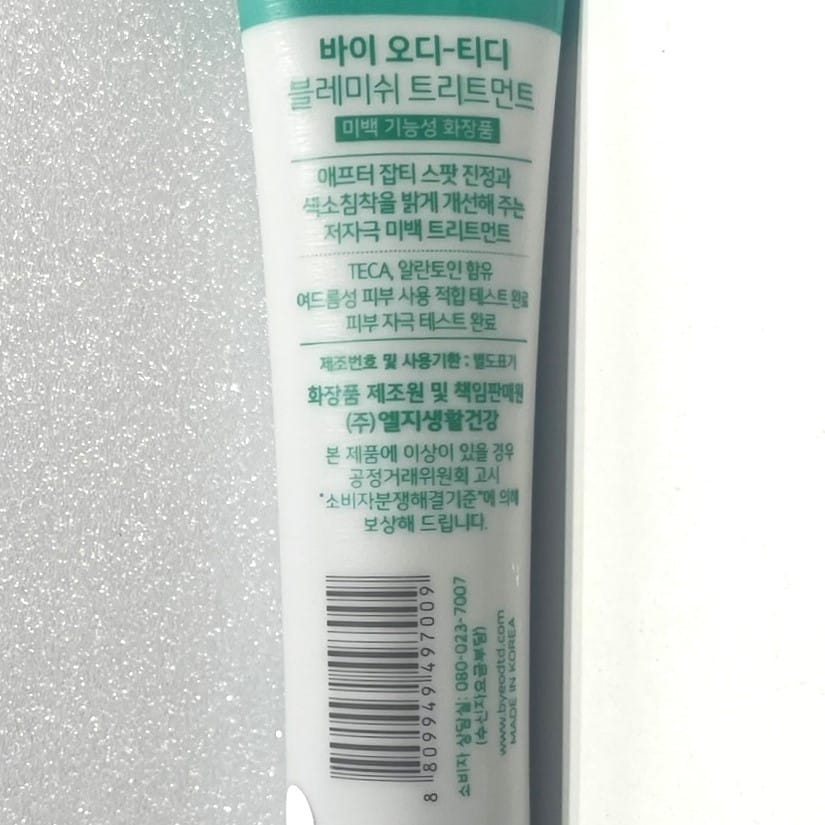 바이 오디-티디
블레미쉬 트리트먼트
미백 기능성 화장품
애프터 잡티 스팟 진정과
색소침착을 밝게 개선해 주는
저자극 미백 트리트먼트
TECA, 알란토인 함유
여드름성 피부 사용 적합 테스트 완료
피부 자극 테스트 완료
제조번호 및 사용기한 : 별도표기
화장품 제조원 및 책임판매원
(주)엘지생활건강
본 제품에 이상이 있을 경우
공정거래위원회 고시
"소비자분쟁해결기준"에 의해
보상해 드립니다.
8 809949 497009
소비자 상담실: 080-023-7007
(수신자요금부담)
www.byeodtd.com
MADE IN KOREA